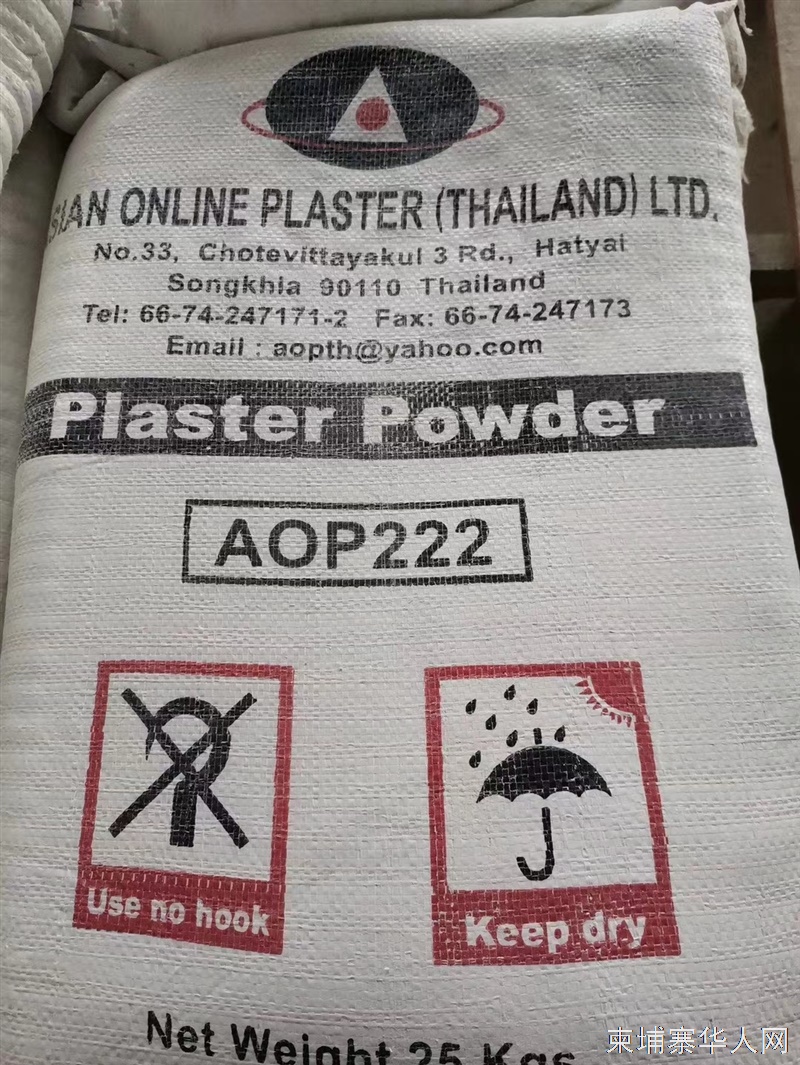 SIAN ONLINE PLASTER (THAILAND) LTD.
No.33, Chotevittayakul 3 Rd., Hatyai
Songkhla 90110 Thailand
Tel: 66-74-247171-2 Fax: 66-74-247173
Email : aopth@yahoo.com
Plaster Powder
AOP222
Use no hook
Keep dry
Net Weight 25 Kgs
柬埔寨华人网